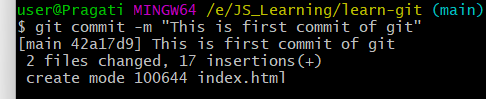 user@Pragati MINGW64 /e/JS_Learning/learn-git (main)
$ git commit -m "This is first commit of git"
[main 42a17d9] This is first commit of git
 2 files changed, 17 insertions(+)
 create mode 100644 index.html